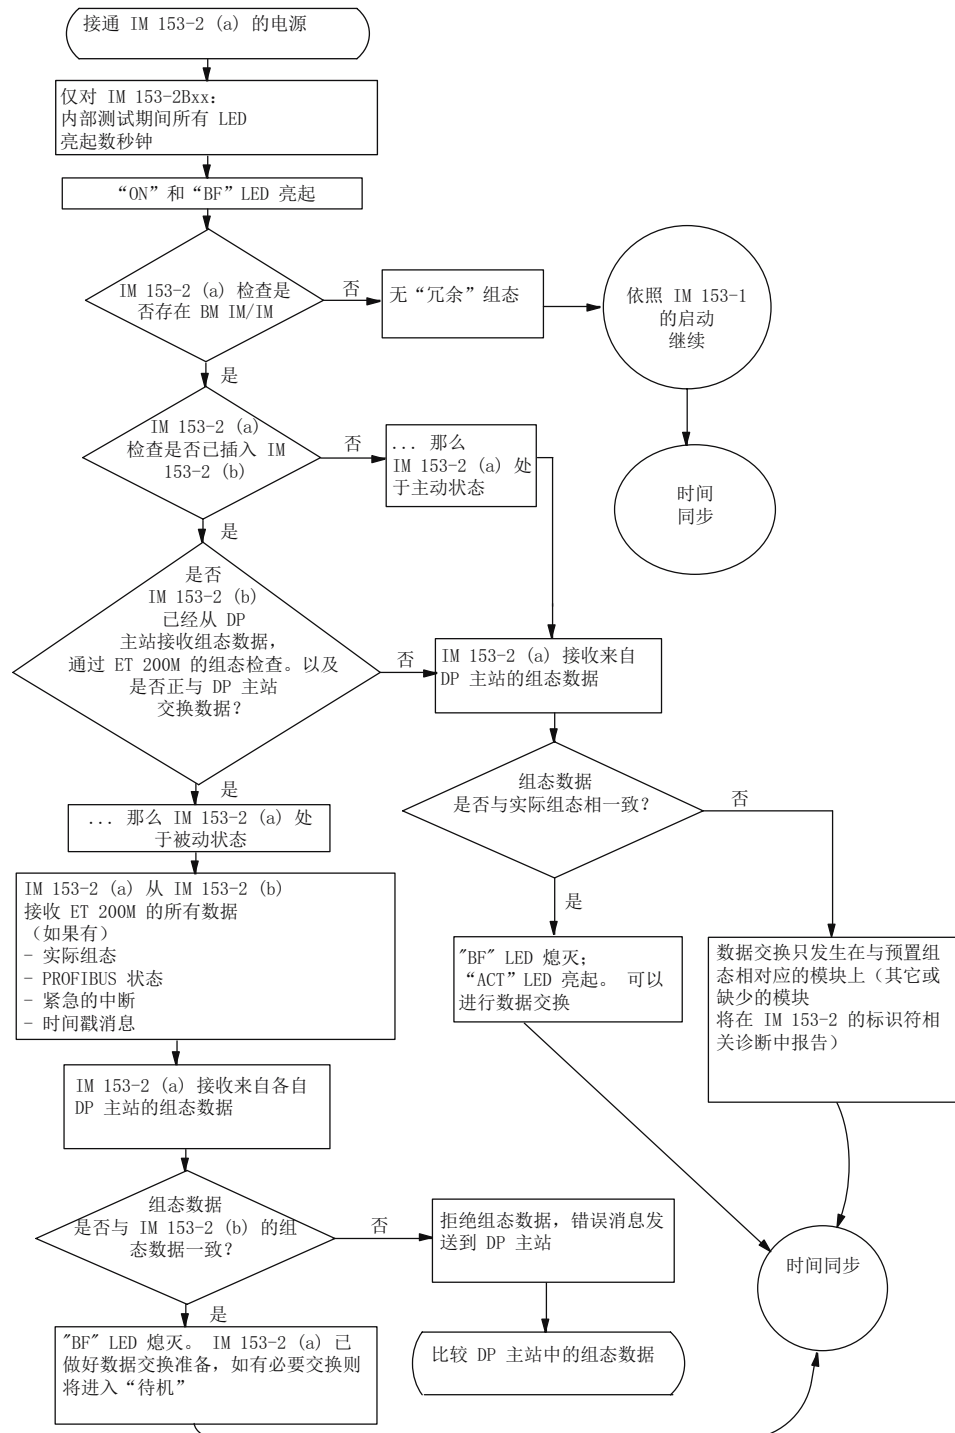 接通 IM 153-2 (a) 的电源
仅对 IM 153-2Bxx:
内部测试期间所有 LED
亮起数秒钟
“ON”和“BF”LED 亮起
IM 153-2 (a) 检查是
否存在 BM IM/IM
否
无“冗余”组态
依照 IM 153-1
的启动
继续
是
IM 153-2 (a)
检查是否已插入 IM
153-2 (b)
否
... 那么
IM 153-2 (a) 处
于主动状态
时间
同步
是
是否
IM 153-2 (b)
已经从 DP
主站接收组态数据，
通过 ET 200M 的组态检查。以及
是否正与 DP 主站
交换数据？
否
IM 153-2 (a) 接收来自
DP 主站的组态数据
是
... 那么 IM 153-2 (a) 处
于被动状态
组态数据
是否与实际组态相一致？
否
IM 153-2 (a) 从 IM 153-2 (b)
接收 ET 200M 的所有数据
（如果有）
- 实际组态
- PROFIBUS 状态
- 紧急的中断
- 时间戳消息
是
"BF" LED 熄灭；
“ACT”LED 亮起。 可以
进行数据交换
数据交换只发生在与预置组
态相对应的模块上（其它或
缺少的模块
将在 IM 153-2 的标识符相
关诊断中报告）
IM 153-2 (a) 接收来自各自
DP 主站的组态数据
组态数据
是否与 IM 153-2 (b) 的组
态数据一致？
否
拒绝组态数据，错误消息发
送到 DP 主站
时间同步
是
"BF" LED 熄灭。 IM 153-2 (a) 已
做好数据交换准备，如有必要交换则
将进入“待机”
比较 DP 主站中的组态数据